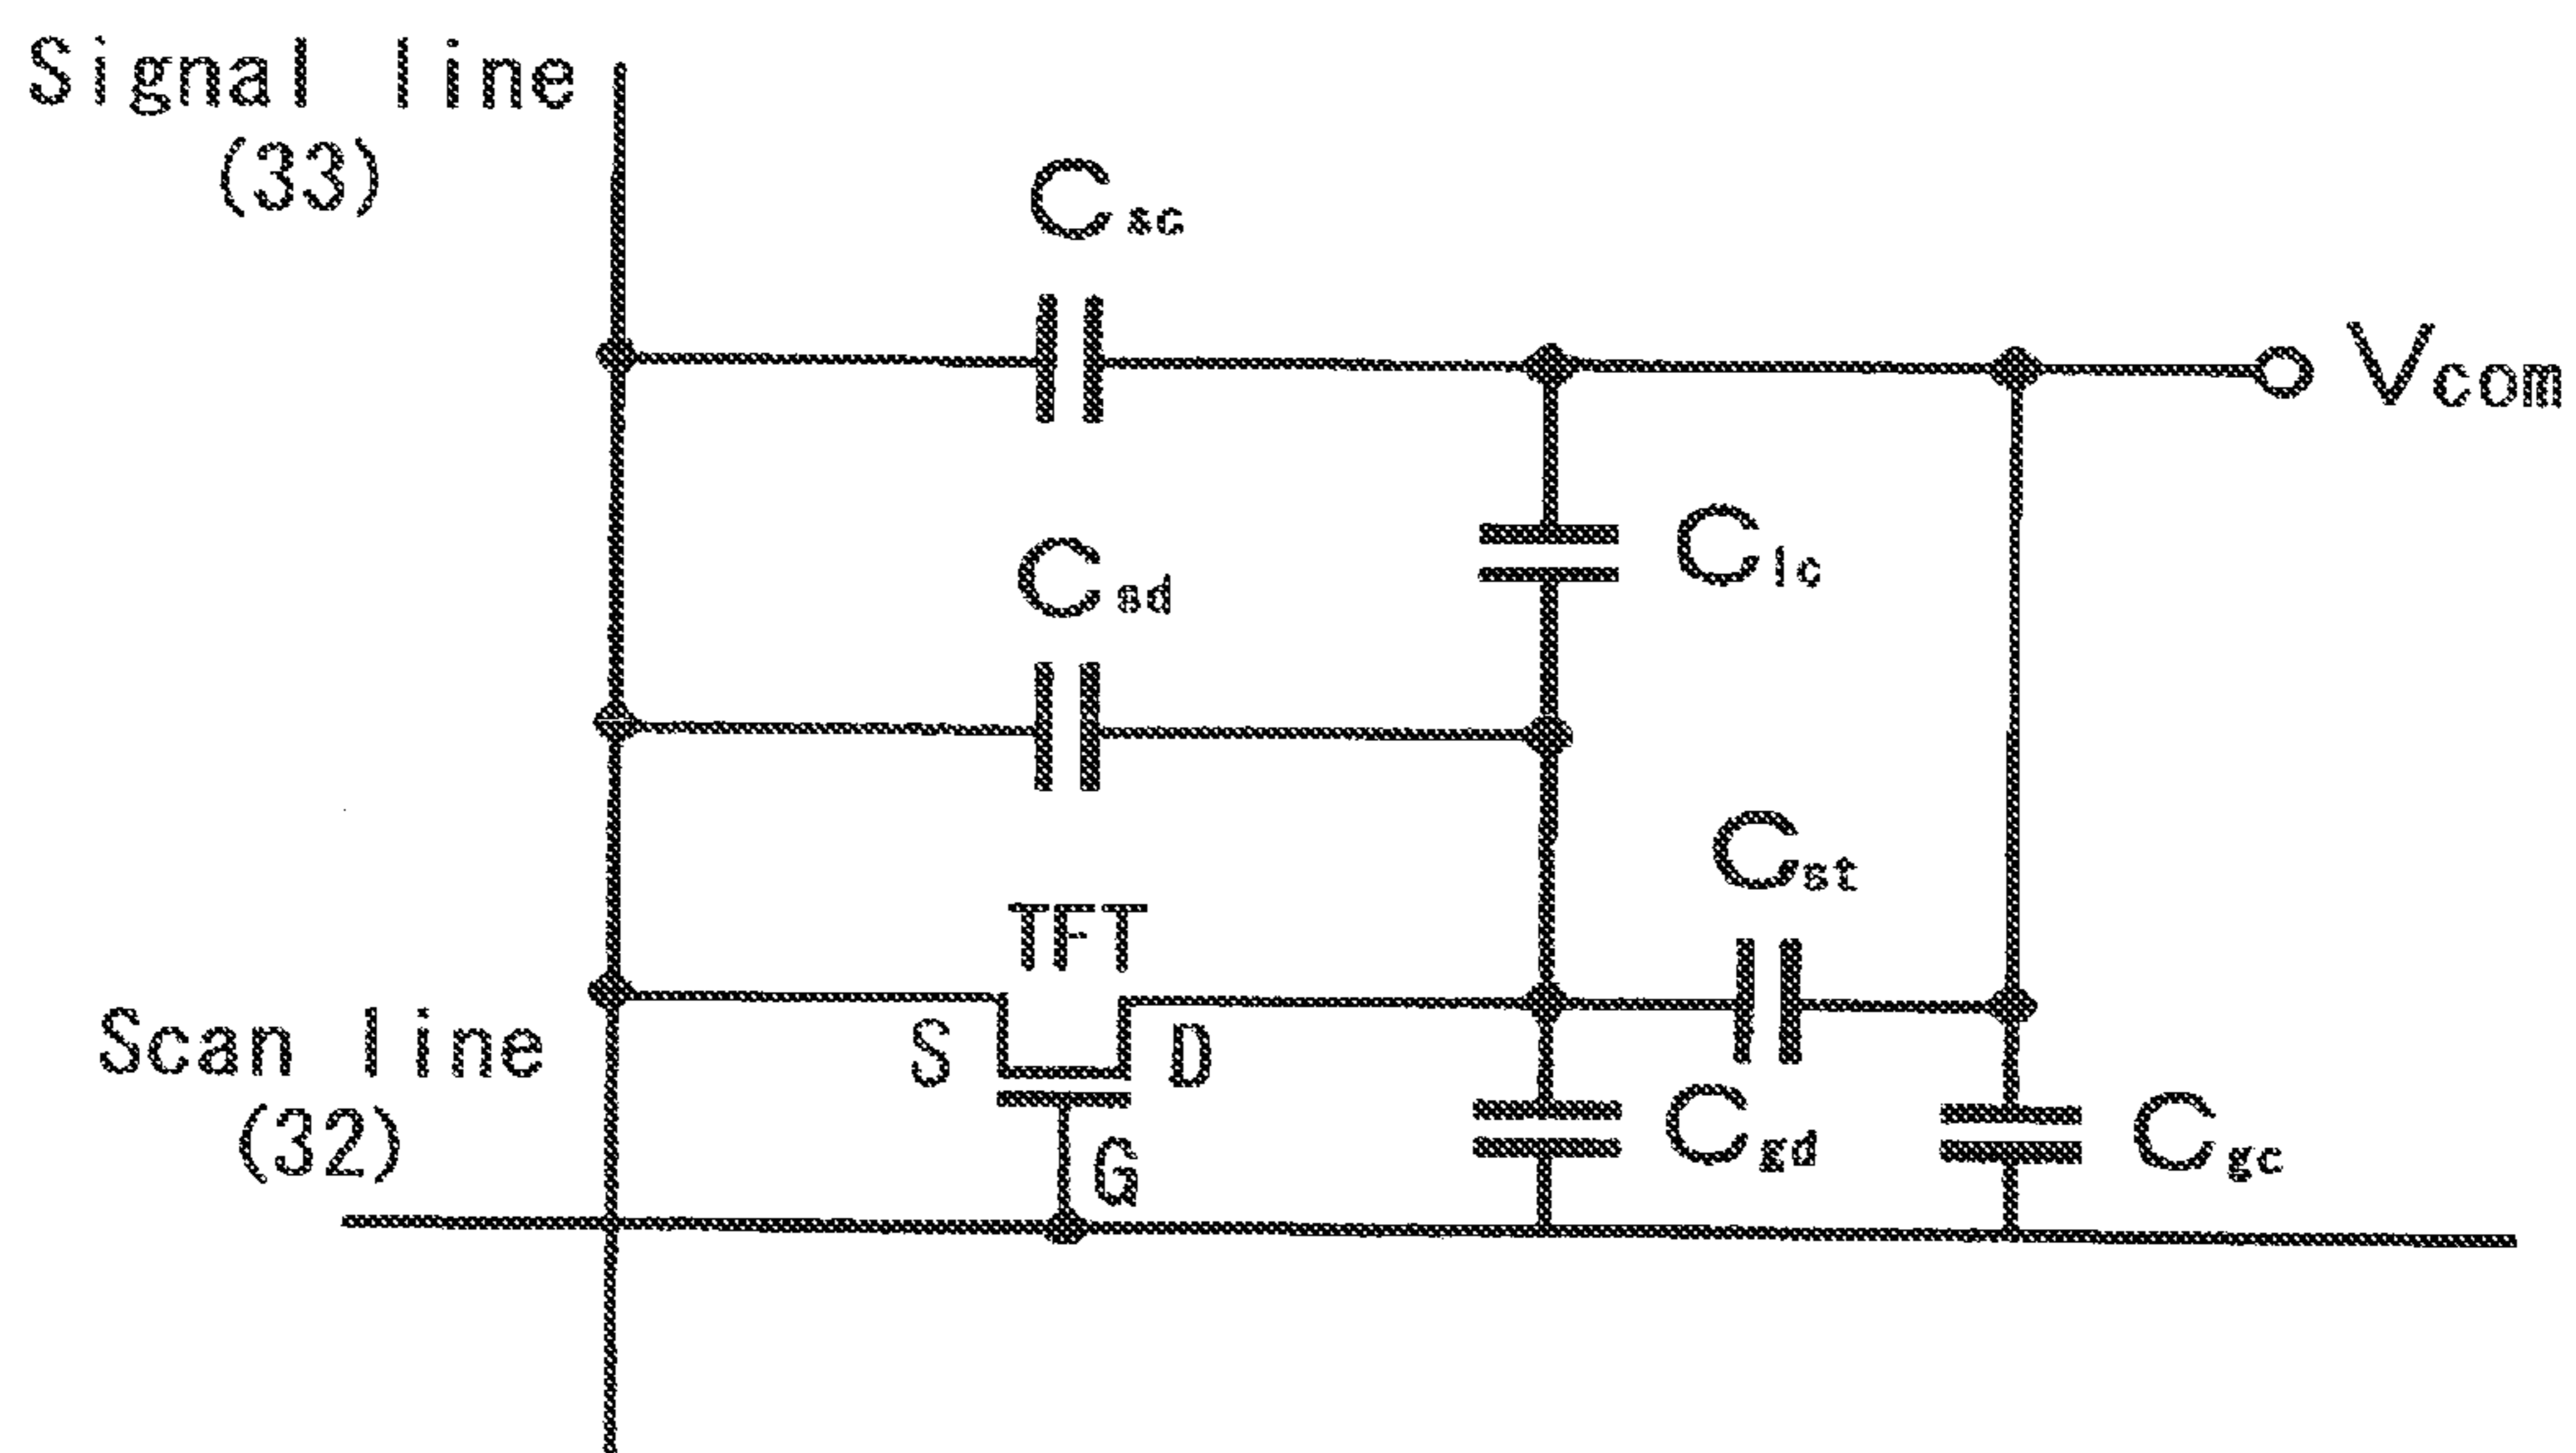 Signal line
(33)
Csc
Vcom
Clc
Csd
Cst
TFT
Scan line
(32)
S
D
G
Cgd
Cgc